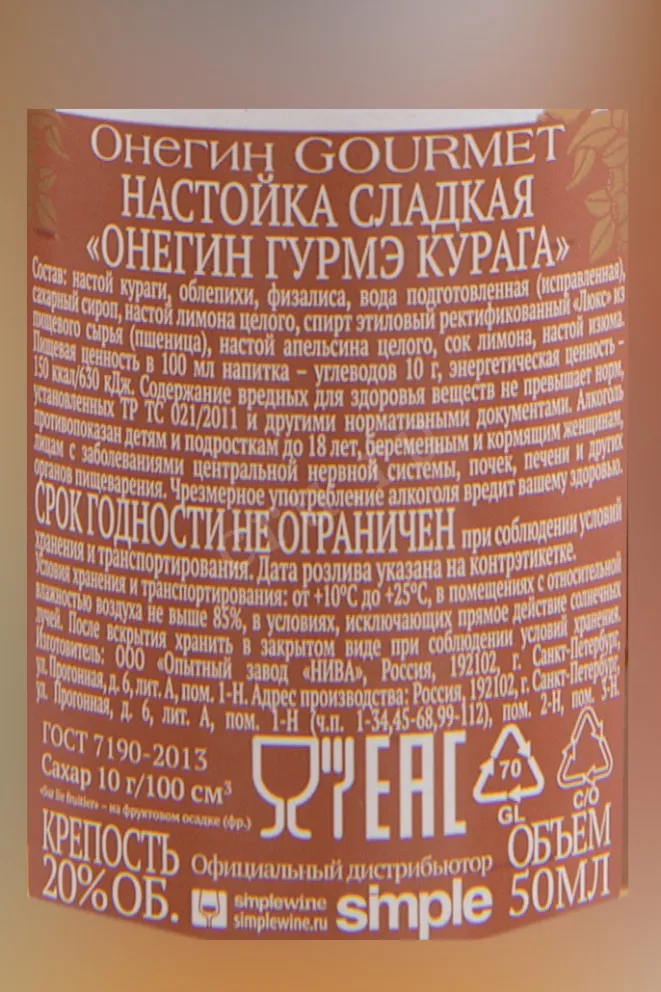 Онегин GOURMET
НАСТОЙКА СЛАДКАЯ
«ОНЕГИН ГУРМЭ КУРАГА»
Состав: настой кураги, облепихи, физалиса, вода подготовленная (исправленная),
сахарный сироп, настой лимона целого, спирт этиловый ректификованный «Люкс» из
пищевого сырья (пшеница), настой апельсина целого, сок лимона, настой изюма.
Пищевая ценность в 100 мл напитка – углеводов 10 г, энергетическая ценность –
150 ккал/630 кДж. Содержание вредных для здоровья веществ не превышает норм,
установленных ТР ТС 021/2011 и другими нормативными документами. Алкоголь
противопоказан детям и подросткам до 18 лет, беременным и кормящим женщинам,
лицам с заболеваниями центральной нервной системы, почек, печени и других
органов пищеварения. Чрезмерное употребление алкоголя вредит вашему здоровью.
СРОК ГОДНОСТИ НЕ ОГРАНИЧЕН при соблюдении условий
хранения и транспортирования. Дата розлива указана на контрэтикетке.
Условия хранения и транспортирования: от +10°С до +25°С, в помещениях с относительной
влажностью воздуха не выше 85%, в условиях, исключающих прямое действие солнечных
лучей. После вскрытия хранить в закрытом виде при соблюдении условий хранения.
Изготовитель: ООО «Опытный завод «НИВА», Россия, 192102, г. Санкт-Петербург,
ул. Прогонная, д. 6, лит. А, пом. 1-Н. Адрес производства: Россия, 192102, г. Санкт-Петербург,
ул. Прогонная, д. 6, лит. А, пом. 1-Н (ч.п. 1-34,45-68,99-112), пом. 2-Н, пом. 3-Н.
ГОСТ 7190-2013
Сахар 10 г/100 см³
«Sur lie fruitier» – на фруктовом осадке (фр.)
EAC
70
GL
C/O
КРЕПОСТЬ
20% ОБ.
Официальный дистрибьютор
simplewine
simplewine.ru
simple
ОБЪЕМ
50МЛ